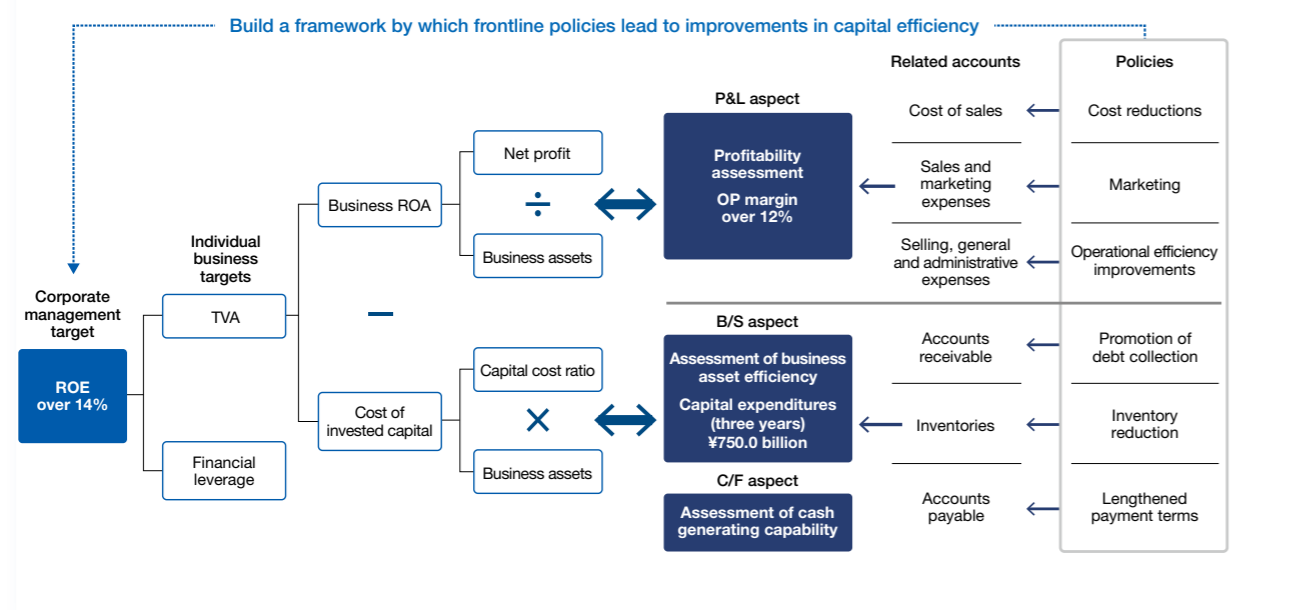 Build a framework by which frontline policies lead to improvements in capital efficiency
Corporate
management
target
ROE
over 14%
Individual
business
targets
TVA
Financial
leverage
Business ROA
−
Cost of
invested capital
Net profit
÷
Business assets
Capital cost ratio
×
Business assets
P&L aspect
Profitability
assessment
OP margin
over 12%
B/S aspect
Assessment of business
asset efficiency
Capital expenditures
(three years)
¥750.0 billion
C/F aspect
Assessment of cash
generating capability
Related accounts
Cost of sales
Sales and
marketing
expenses
Selling, general
and administrative
expenses
Accounts
receivable
Inventories
Accounts
payable
Policies
Cost reductions
Marketing
Operational efficiency
improvements
Promotion of
debt collection
Inventory
reduction
Lengthened
payment terms